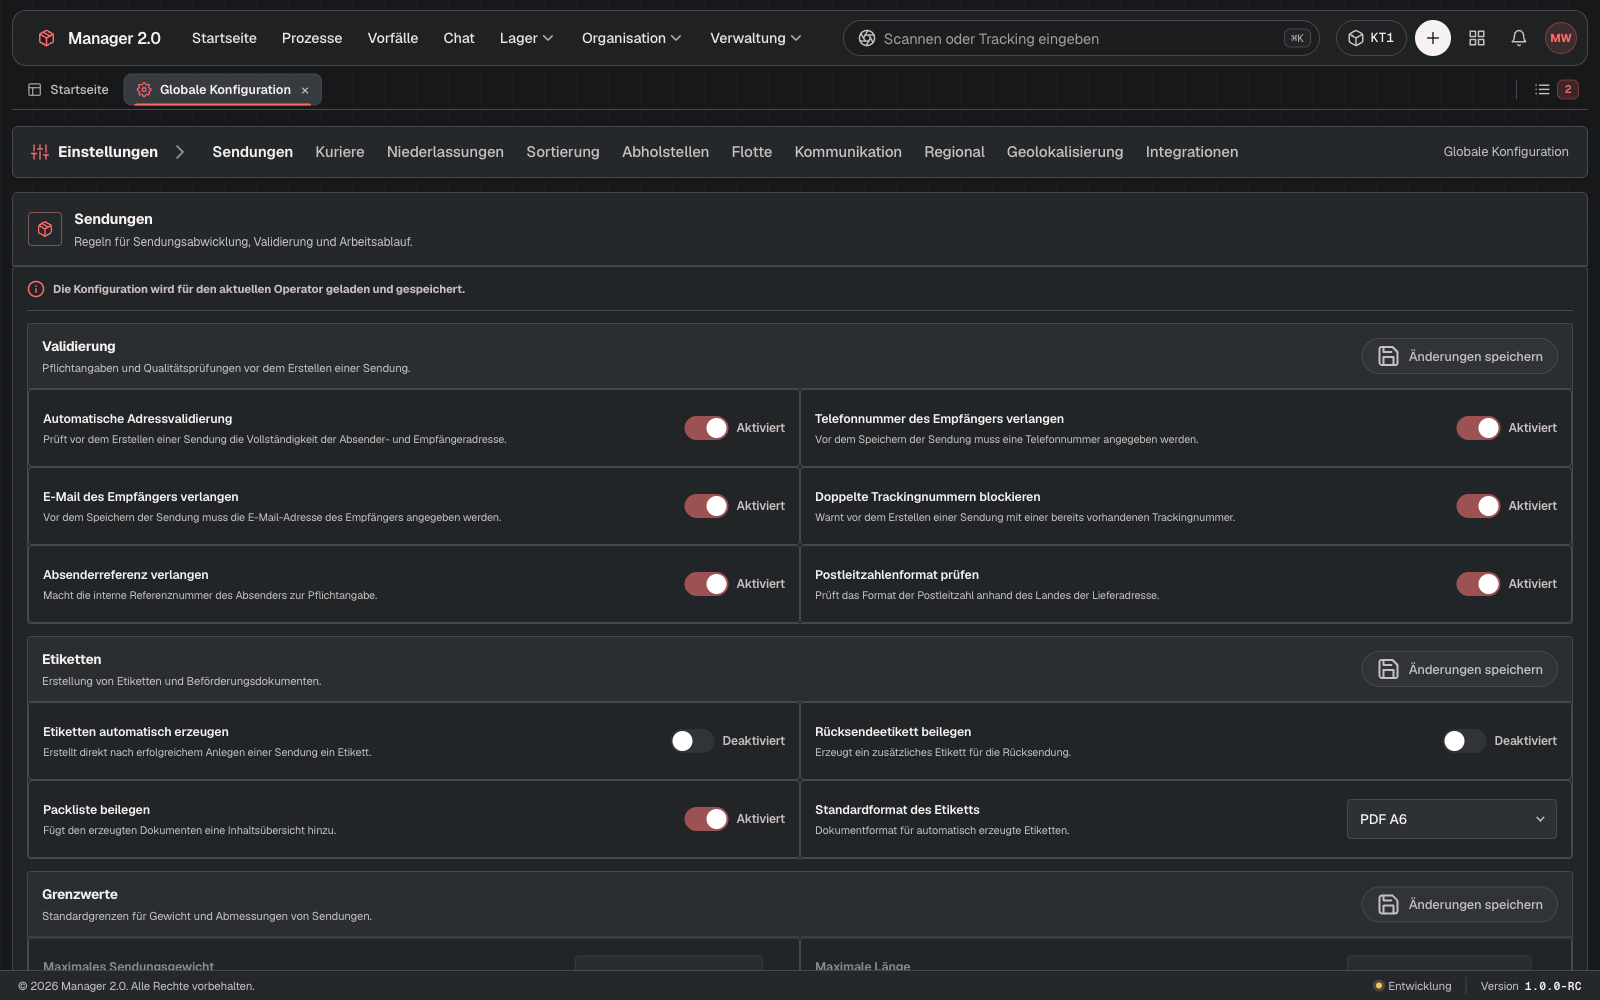 Manager 2.0 Startseite Prozesse Vorfälle Chat Lager Organisation Verwaltung Scannen oder Tracking eingeben ⌘K KT1 MW
Startseite Globale Konfiguration × 2
Einstellungen Sendungen Kuriere Niederlassungen Sortierung Abholstellen Flotte Kommunikation Regional Geolokalisierung Integrationen Globale Konfiguration
Sendungen
Regeln für Sendungsabwicklung, Validierung und Arbeitsablauf.
Die Konfiguration wird für den aktuellen Operator geladen und gespeichert.
Validierung
Pflichtangaben und Qualitätsprüfungen vor dem Erstellen einer Sendung.
Änderungen speichern
Automatische Adressvalidierung
Prüft vor dem Erstellen einer Sendung die Vollständigkeit der Absender- und Empfängeradresse.
Aktiviert
Telefonnummer des Empfängers verlangen
Vor dem Speichern der Sendung muss eine Telefonnummer angegeben werden.
Aktiviert
E-Mail des Empfängers verlangen
Vor dem Speichern der Sendung muss die E-Mail-Adresse des Empfängers angegeben werden.
Aktiviert
Doppelte Trackingnummern blockieren
Warnt vor dem Erstellen einer Sendung mit einer bereits vorhandenen Trackingnummer.
Aktiviert
Absenderreferenz verlangen
Macht die interne Referenznummer des Absenders zur Pflichtangabe.
Aktiviert
Postleitzahlenformat prüfen
Prüft das Format der Postleitzahl anhand des Landes der Lieferadresse.
Aktiviert
Etiketten
Erstellung von Etiketten und Beförderungsdokumenten.
Änderungen speichern
Etiketten automatisch erzeugen
Erstellt direkt nach erfolgreichem Anlegen einer Sendung ein Etikett.
Deaktiviert
Rücksendeetikett beilegen
Erzeugt ein zusätzliches Etikett für die Rücksendung.
Deaktiviert
Packliste beilegen
Fügt den erzeugten Dokumenten eine Inhaltsübersicht hinzu.
Aktiviert
Standardformat des Etiketts
Dokumentformat für automatisch erzeugte Etiketten.
PDF A6
Grenzwerte
Standardgrenzen für Gewicht und Abmessungen von Sendungen.
Änderungen speichern
Maximales Sendungsgewicht
Maximale Länge
© 2026 Manager 2.0. Alle Rechte vorbehalten.
Entwicklung Version 1.0.0-RC